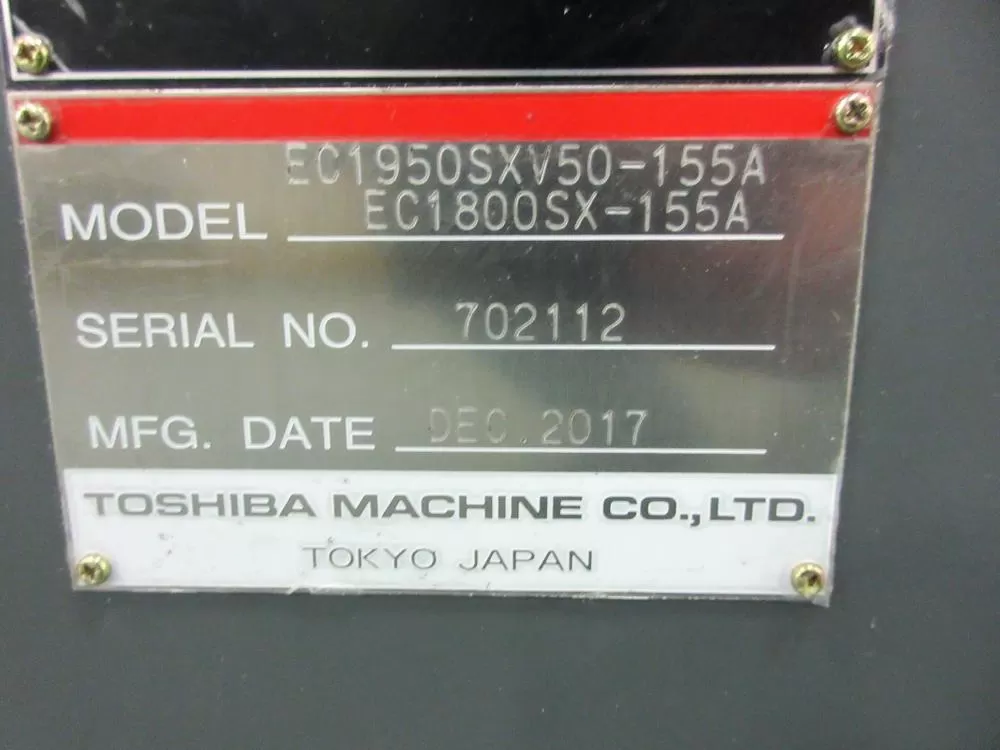 EC1950SXV50-155A
MODEL EC1800SX-155A
SERIAL NO. 702112
MFG. DATE DEC.2017
TOSHIBA MACHINE CO.,LTD.
TOKYO JAPAN